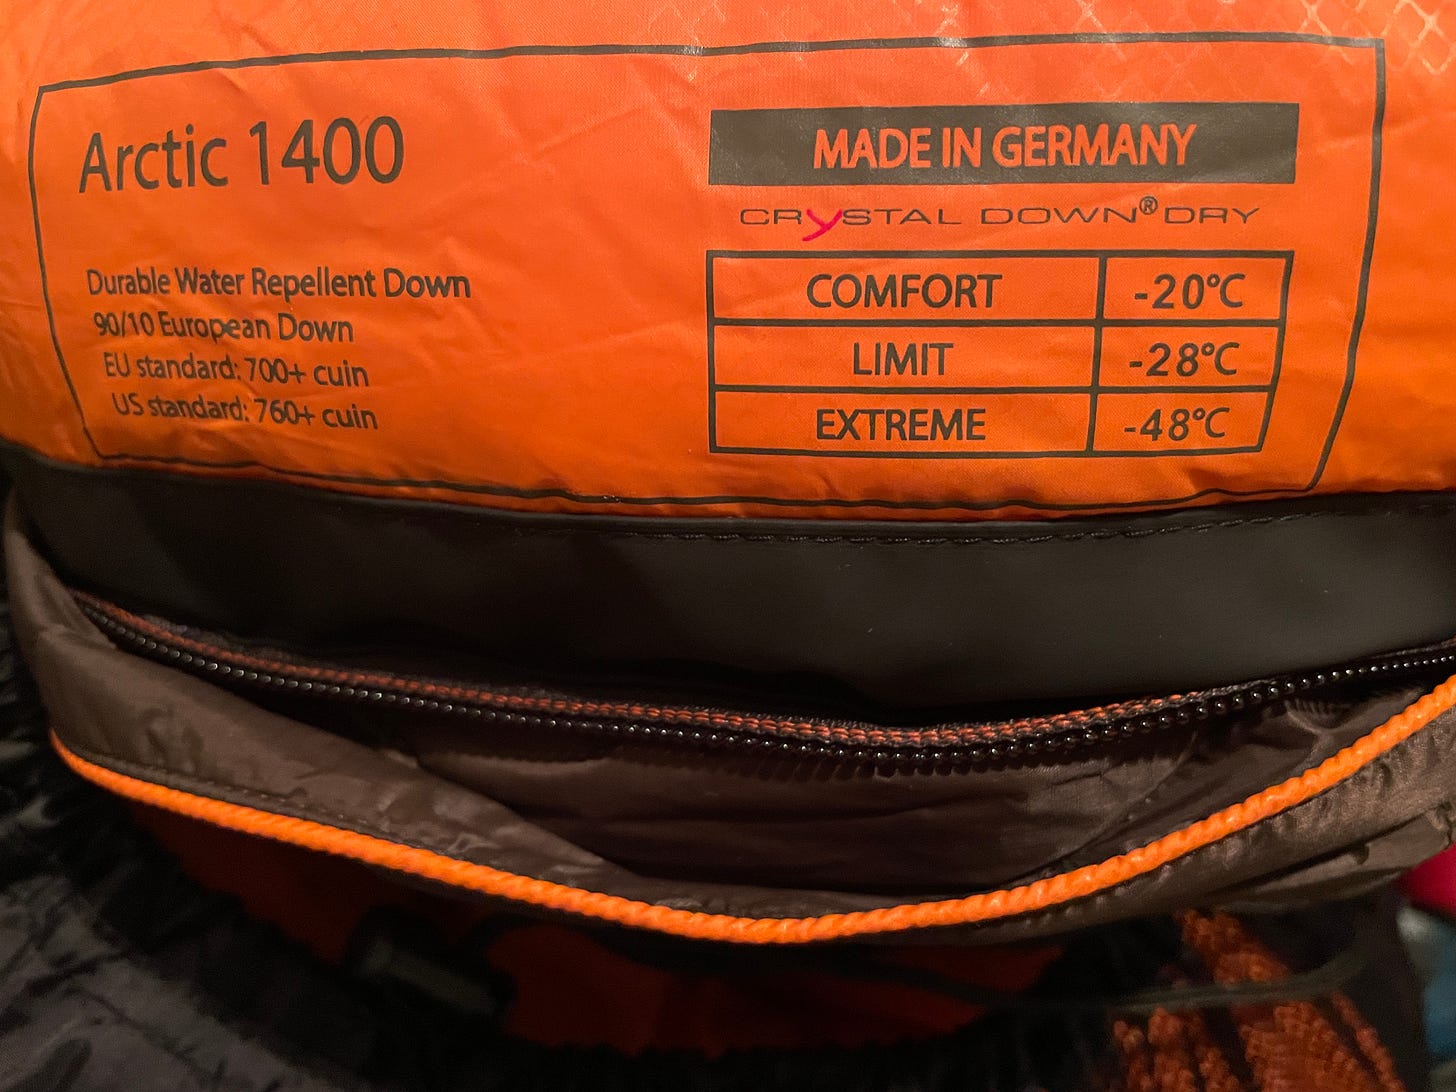 Arctic 1400
Durable Water Repellent Down
90/10 European Down
EU standard: 700+ cuin
US standard: 760+ cuin
MADE IN GERMANY
CRYSTAL DOWN® DRY
COMFORT -20°C
LIMIT -28°C
EXTREME -48°C